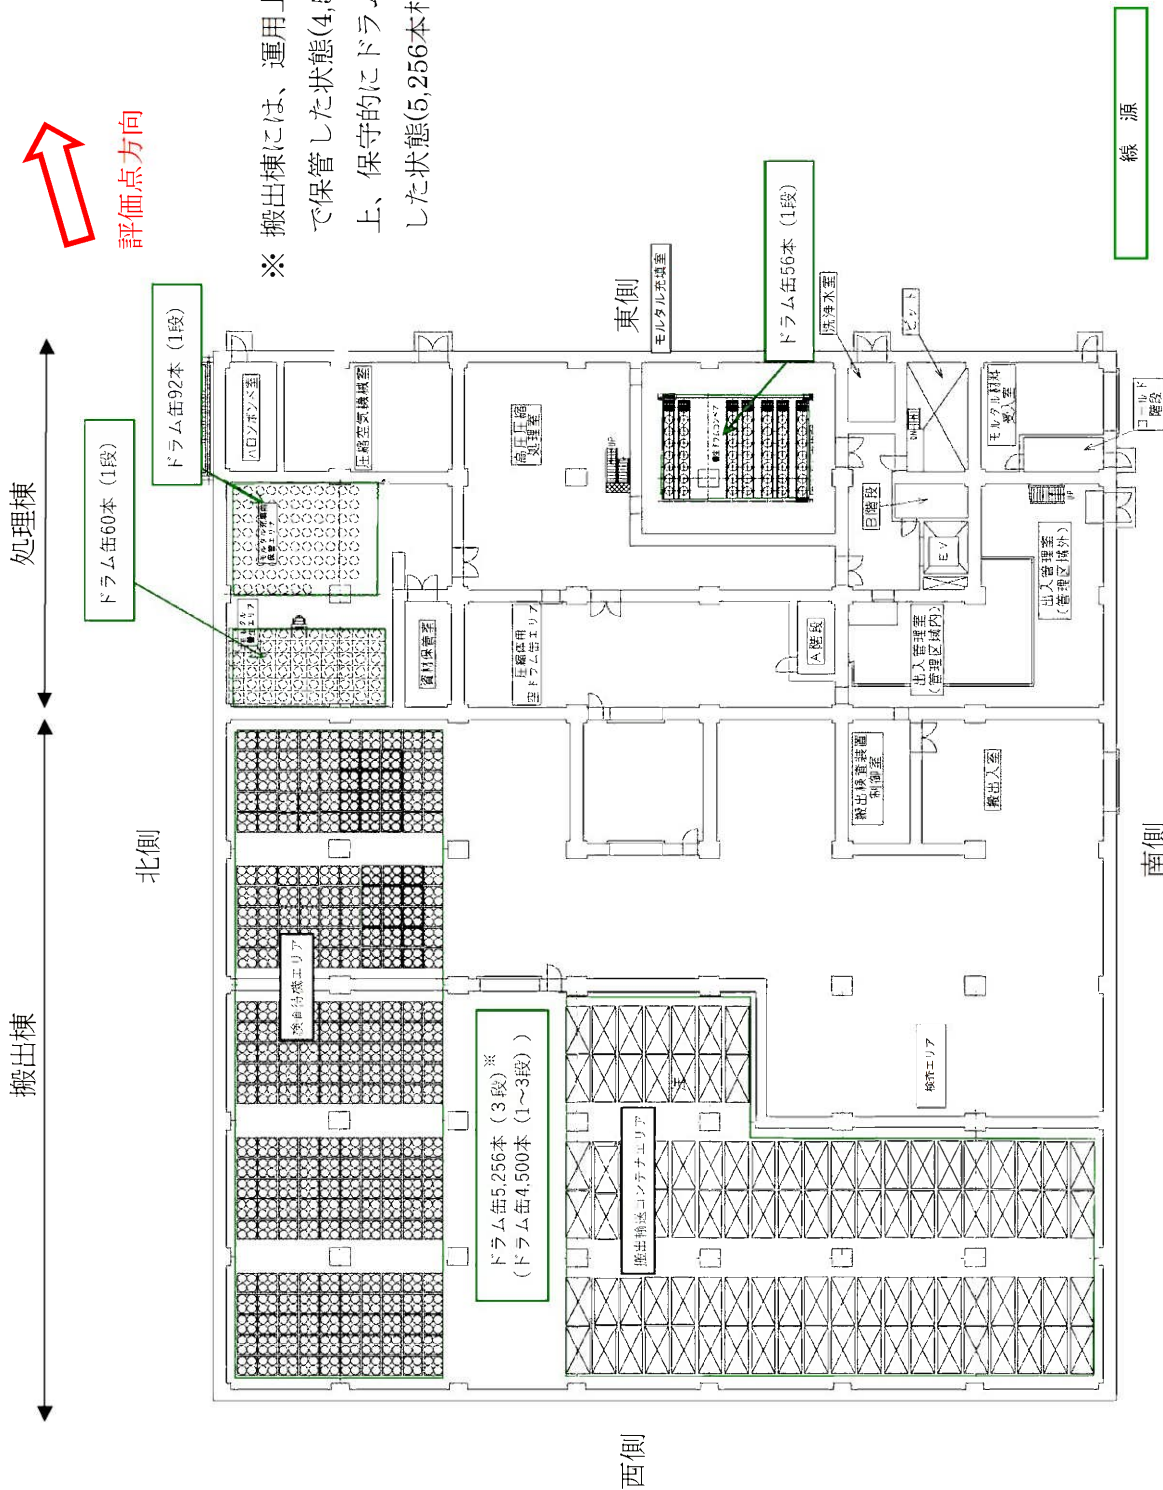 搬出棟
処理棟
評価点方向
※ 搬出棟には、運用上
で保管した状態(4,5
上、保守的にドラム
した状態(5,256本相
北側
東側
南側
西側
ドラム缶60本（1段）
ドラム缶92本（1段）
ドラム缶56本（1段）
ドラム缶5,256本（3段）※
（ドラム缶4,500本（1～3段））
線　源
検査待機エリア
搬出輸送コンテナエリア
検査エリア
搬出検査装置
制御室
搬出入室
ハロンボンベ室
圧縮空気機械室
高圧圧縮
処理室
資材保管室
圧縮体用
空ドラム缶エリア
A階段
B階段
EV
出入管理室
（管理区域内）
出入管理室
（管理区域外）
モルタル充填室
洗浄水室
ピット
モルタル材料
受入室
コールド
階段
UP
UP